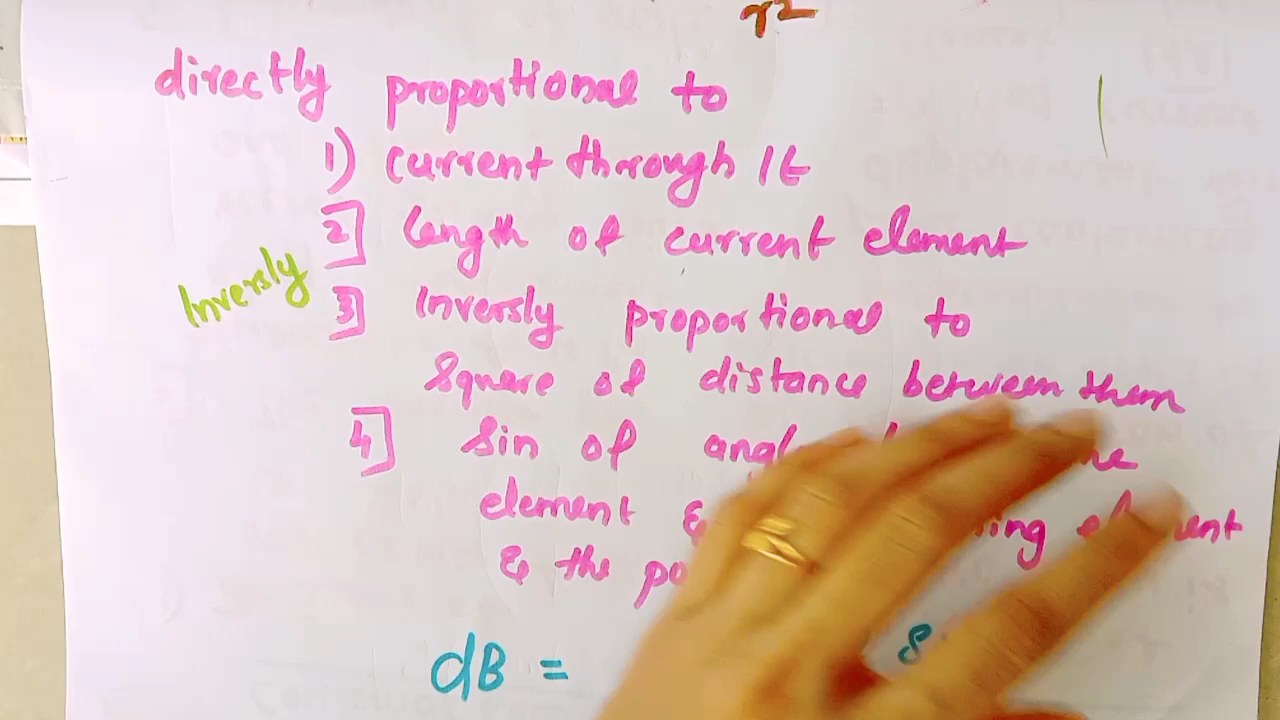 r2
directly proportional to
1) current through It
2] length of current element
Inversly
3] Inversly proportional to
square of distance between them
4] Sin of
element &
& the
dB =